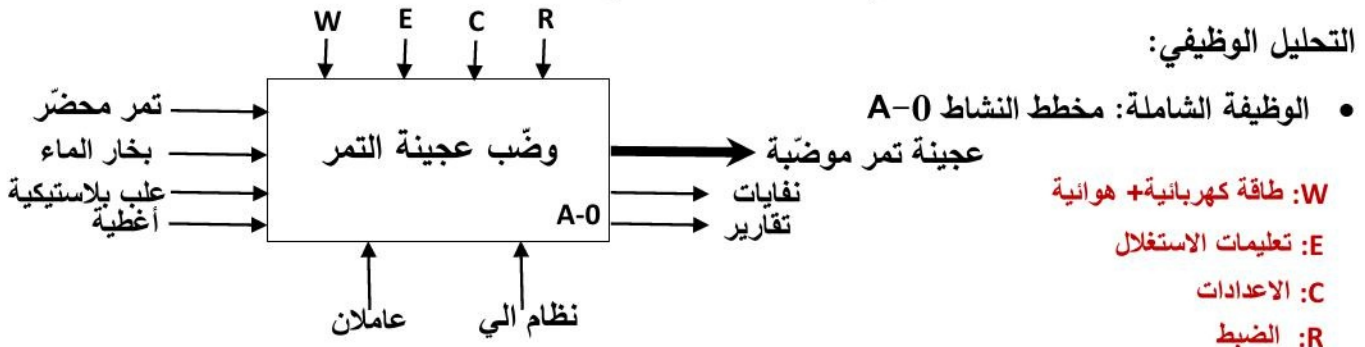 التحليل الوظيفي:
• الوظيفة الشاملة: مخطط النشاط A-0
W E C R
تمر محضّر
بخار الماء
علب بلاستيكية
أغطية
وضّب عجينة التمر
A-0
عجينة تمر موضّبة
نفايات
تقارير
عاملان
نظام الي
W: طاقة كهربائية+ هوائية
E: تعليمات الاستغلال
C: الاعدادات
R: الضبط